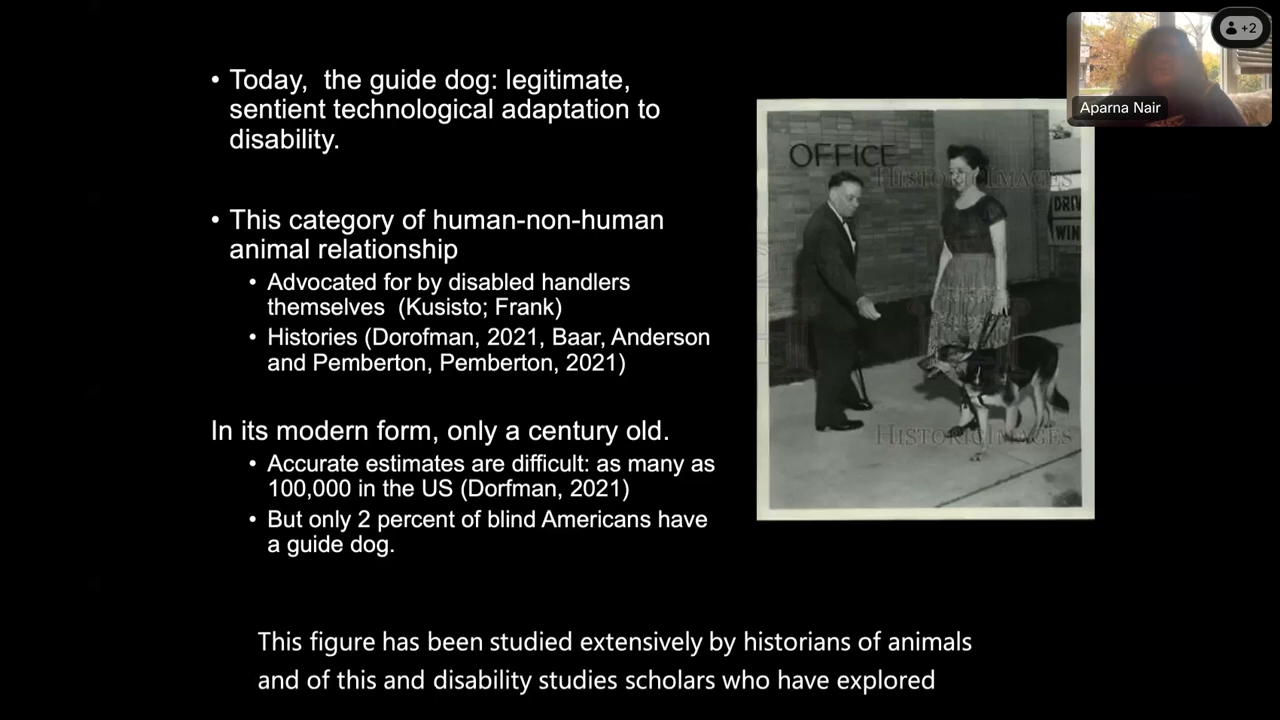 • Today,  the guide dog: legitimate,
sentient technological adaptation to
disability.
• This category of human-non-human
animal relationship
• Advocated for by disabled handlers
themselves  (Kusisto; Frank)
• Histories (Dorofman, 2021, Baar, Anderson
and Pemberton, Pemberton, 2021)
In its modern form, only a century old.
• Accurate estimates are difficult: as many as
100,000 in the US (Dorfman, 2021)
• But only 2 percent of blind Americans have
a guide dog.
OFFICE
HISTORIC IMAGES
DRIV
WIN
HISTORIC IMAGES
+2
Aparna Nair
This figure has been studied extensively by historians of animals
and of this and disability studies scholars who have explored